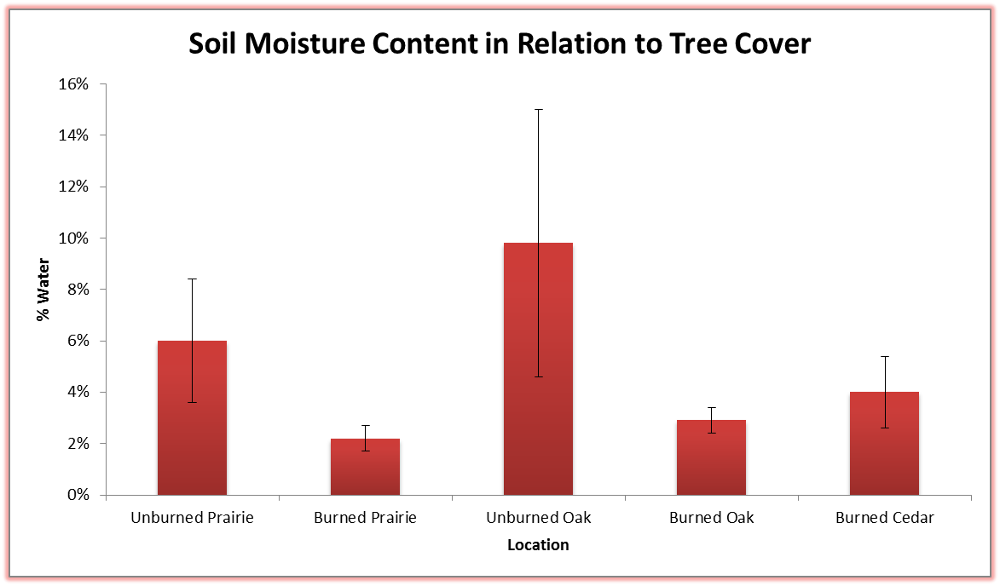 Soil Moisture Content in Relation to Tree Cover
16%
14%
12%
10%
8%
6%
4%
2%
0%
% Water
Unburned Prairie
Burned Prairie
Unburned Oak
Burned Oak
Burned Cedar
Location